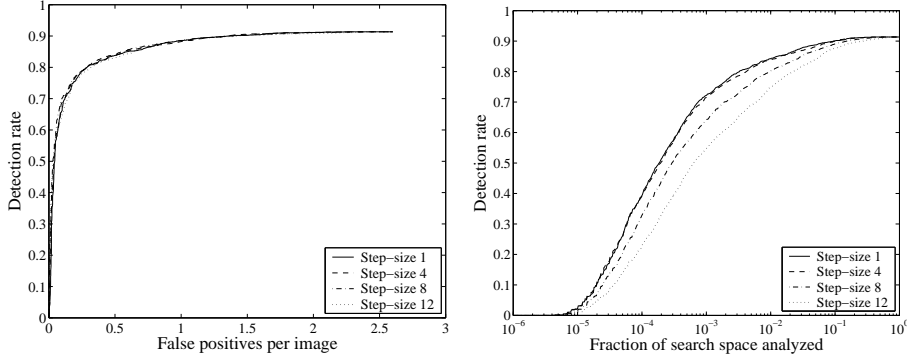 1
0.9
0.8
0.7
0.6
0.5
0.4
0.3
0.2
0.1
0
Detection rate
0 0.5 1 1.5 2 2.5 3
False positives per image
Step−size 1
Step−size 4
Step−size 8
Step−size 12
1
0.9
0.8
0.7
0.6
0.5
0.4
0.3
0.2
0.1
0
Detection rate
10−6 10−5 10−4 10−3 10−2 10−1 100
Fraction of search space analyzed
Step−size 1
Step−size 4
Step−size 8
Step−size 12